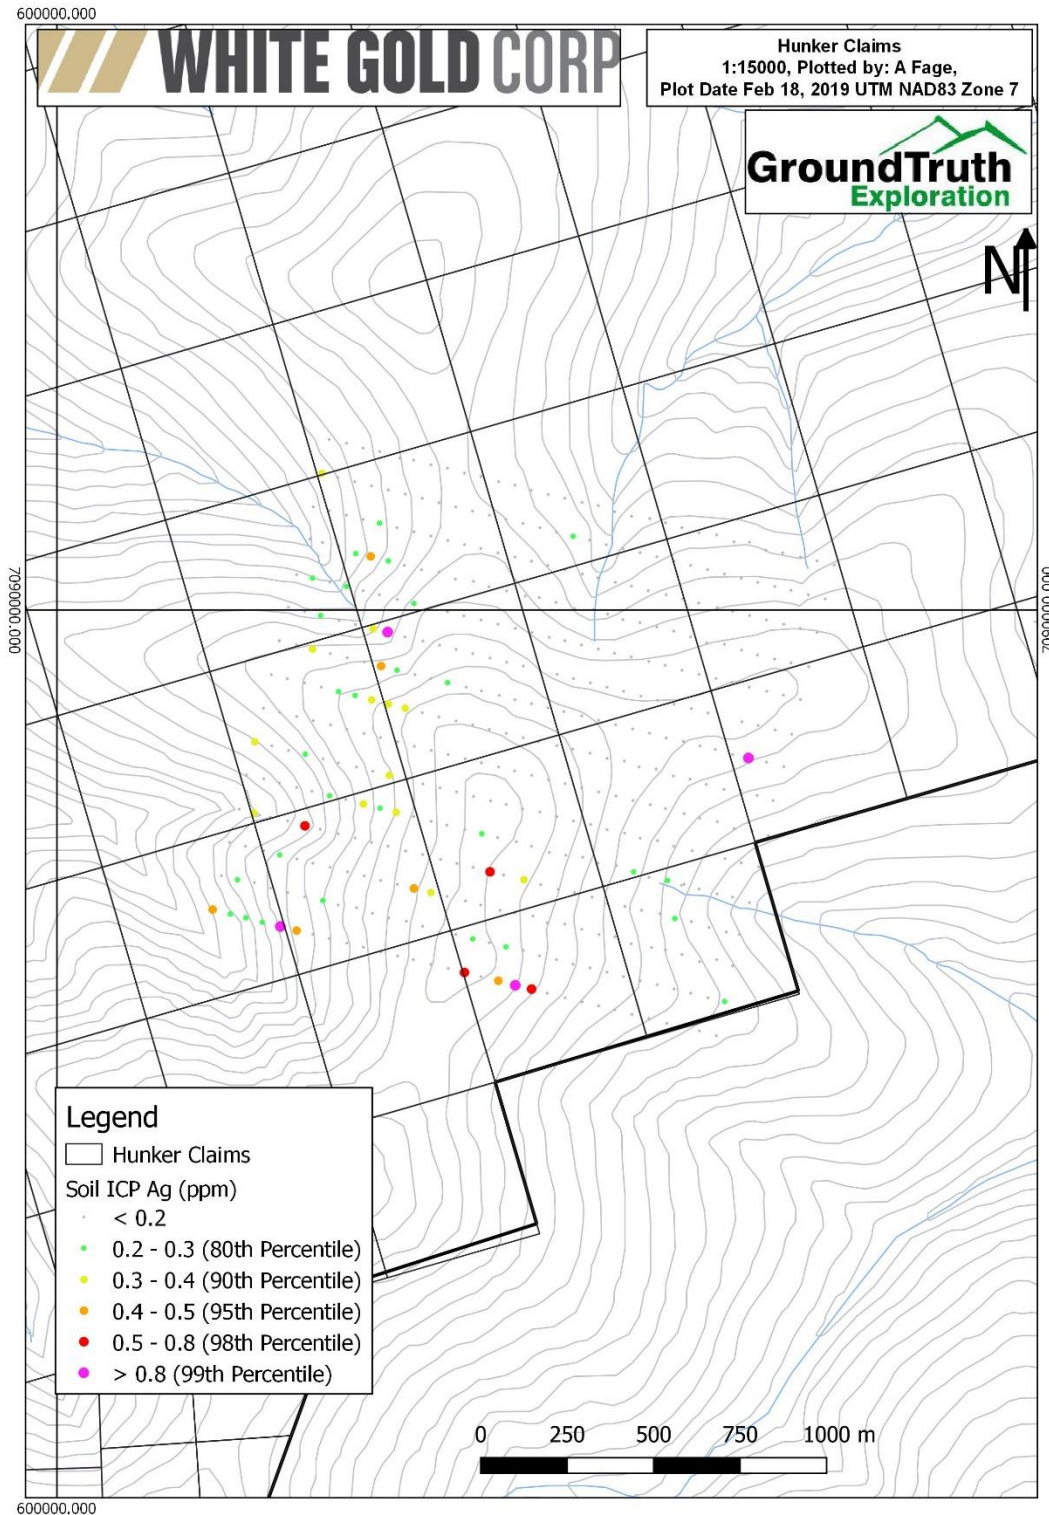 600000.000
WHITE GOLD CORP
Hunker Claims
1:15000, Plotted by: A Fage,
Plot Date Feb 18, 2019 UTM NAD83 Zone 7
GroundTruth
Exploration
N
7090000.000
7090000.000
Legend
Hunker Claims
Soil ICP Ag (ppm)
< 0.2
0.2 - 0.3 (80th Percentile)
0.3 - 0.4 (90th Percentile)
0.4 - 0.5 (95th Percentile)
0.5 - 0.8 (98th Percentile)
> 0.8 (99th Percentile)
0 250 500 750 1000 m
600000.000